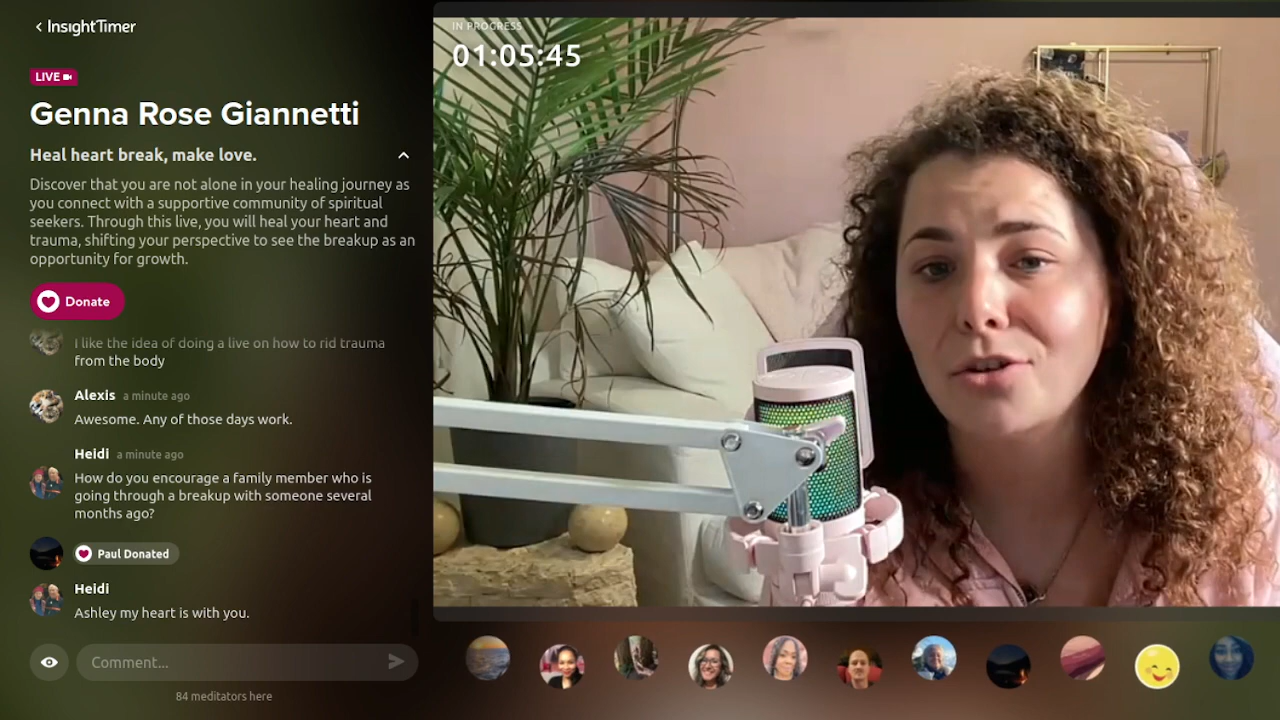 InsightTimer
LIVE
Genna Rose Giannetti
Heal heart break, make love.
Discover that you are not alone in your healing journey as
you connect with a supportive community of spiritual
seekers. Through this live, you will heal your heart and
trauma, shifting your perspective to see the breakup as an
opportunity for growth.
Donate
I like the idea of doing a live on how to rid trauma
from the body
Alexis a minute ago
Awesome. Any of those days work.
Heidi a minute ago
How do you encourage a family member who is
going through a breakup with someone several
months ago?
Paul Donated
Heidi
Ashley my heart is with you.
Comment...
84 meditators here
IN PROGRESS
01:05:45